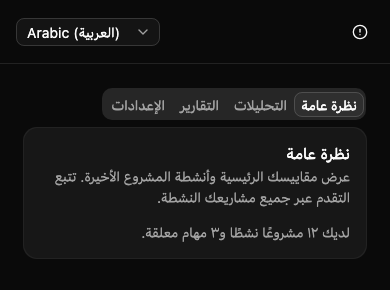 Arabic (العربية)
نظرة عامة
التحليلات
التقارير
الإعدادات
نظرة عامة
عرض مقاييسك الرئيسية وأنشطة المشروع الأخيرة. تتبع
التقدم عبر جميع مشاريعك النشطة.
لديك ١٢ مشروعًا نشطًا و٣ مهام معلقة.